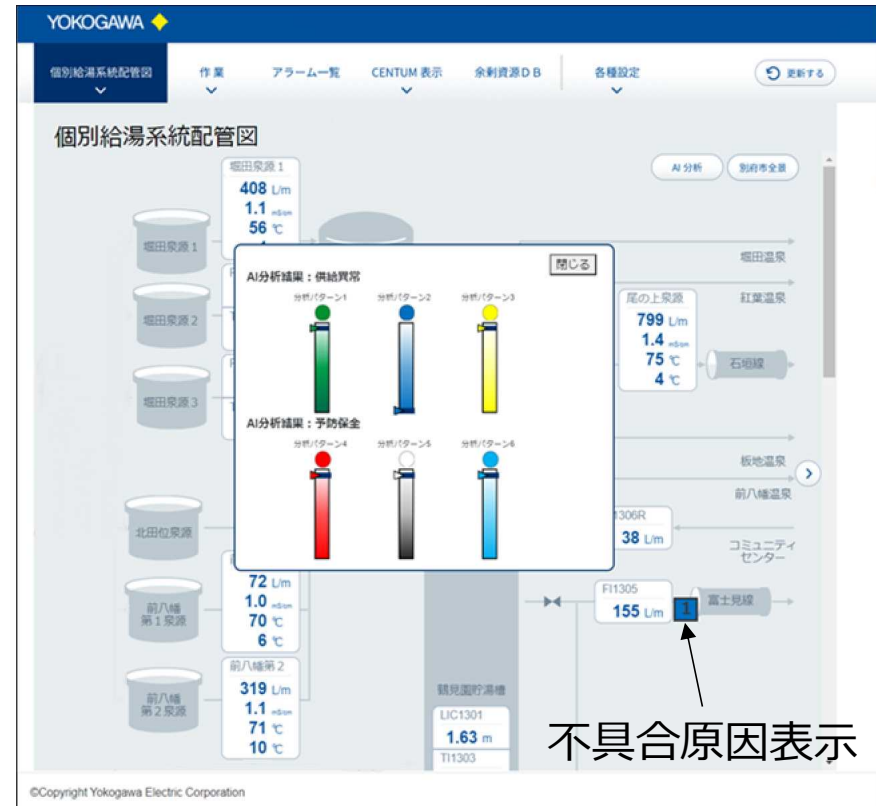 YOKOGAWA
個別給湯系統配管図
作業
アラーム一覧
CENTUM 表示
余剰資源DB
各種設定
更新する
個別給湯系統配管図
AI 分析
別府市全景
堀田泉源 1
408 L/m
1.1 mS/cm
56 ℃
堀田泉源 1
堀田泉源 2
堀田泉源 3
閉じる
AI分析結果：供給異常
分析パターン1
分析パターン2
分析パターン3
AI分析結果：予防保全
分析パターン4
分析パターン5
分析パターン6
堀田温泉
紅葉温泉
尾の上泉源
799 L/m
1.4 mS/cm
75 ℃
4 ℃
石垣線
板地温泉
前八幡温泉
1306R
38 L/m
コミュニティ
センター
北田位泉源
72 L/m
1.0 mS/cm
70 ℃
6 ℃
前八幡
第1泉源
FI1305
155 L/m
1
富士見線
前八幡第2
319 L/m
1.1 mS/cm
71 ℃
10 ℃
前八幡
第2泉源
鶴見園貯湯槽
LIC1301
1.63 m
TI1303
不具合原因表示
©Copyright Yokogawa Electric Corporation